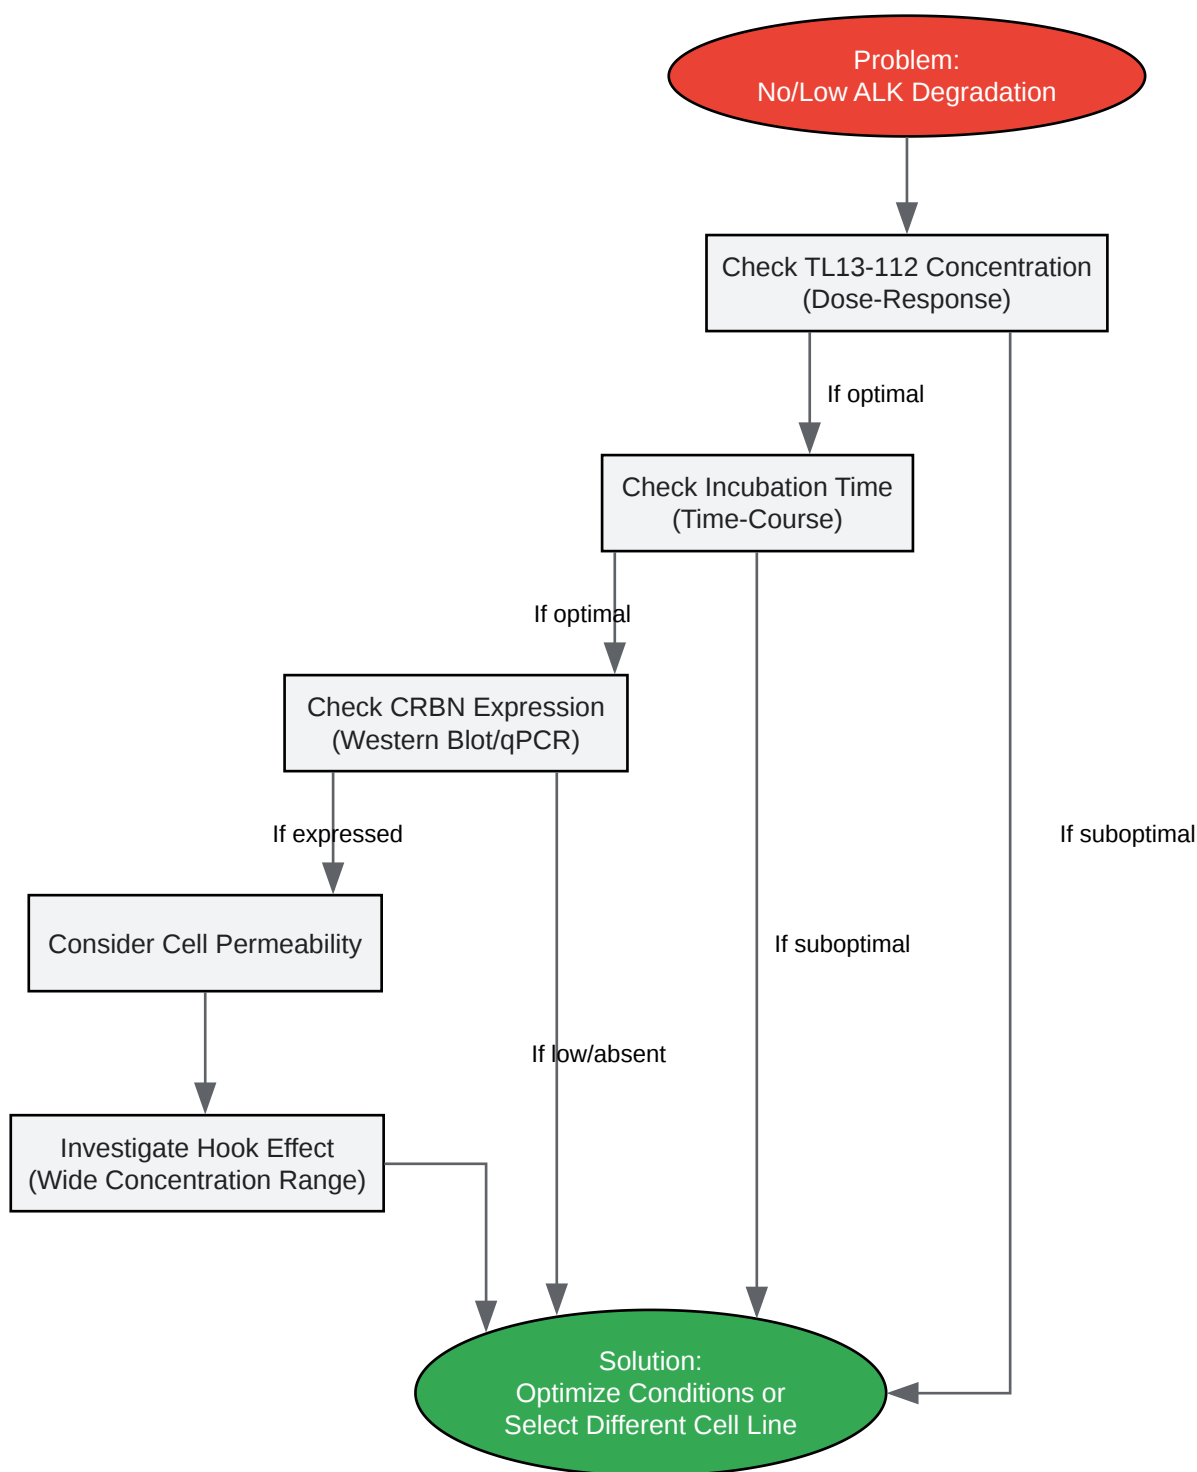 Problem:
No/Low ALK Degradation
Check TL13-112 Concentration
(Dose-Response)
If optimal
Check Incubation Time
(Time-Course)
If optimal
Check CRBN Expression
(Western Blot/qPCR)
If expressed
If suboptimal
Consider Cell Permeability
If suboptimal
If low/absent
Investigate Hook Effect
(Wide Concentration Range)
Solution:
Optimize Conditions or
Select Different Cell Line